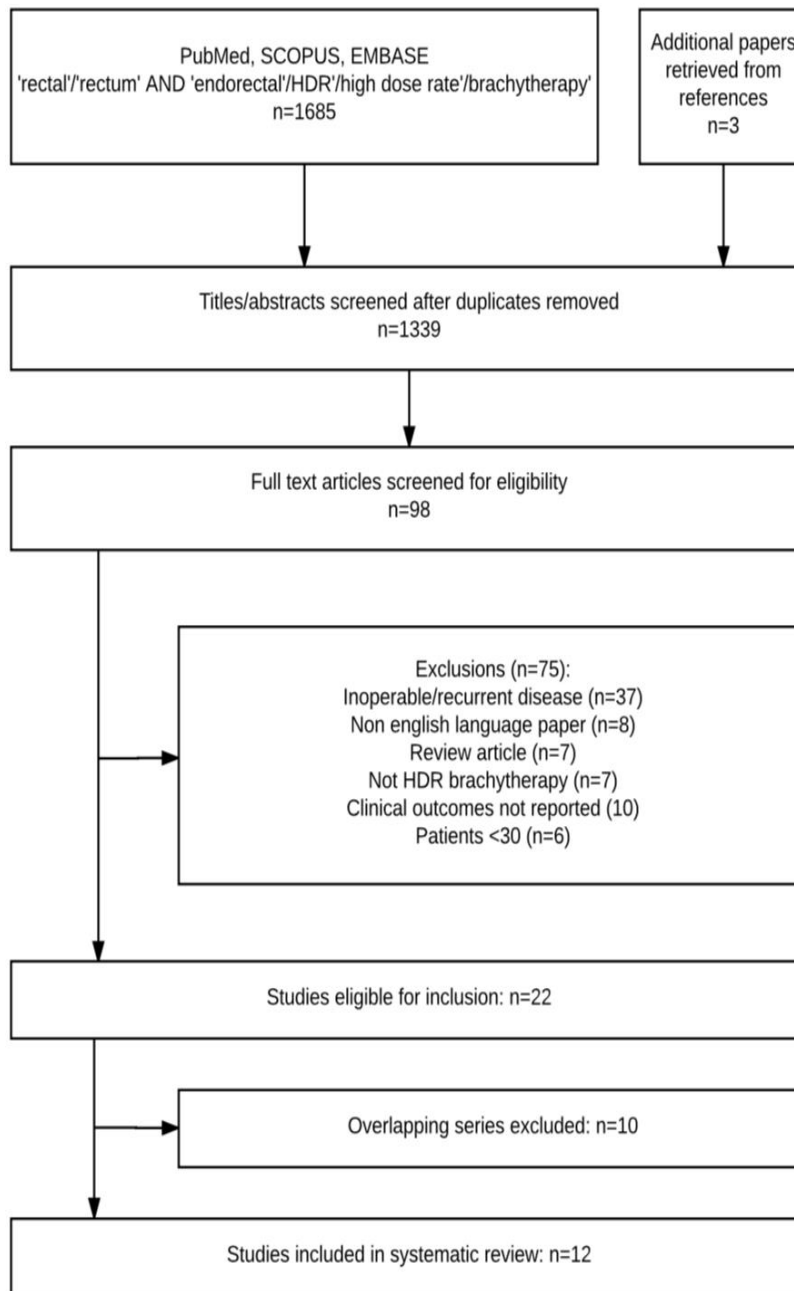 PubMed, SCOPUS, EMBASE
'rectal'/'rectum' AND 'endorectal'/HDR'/high dose rate'/brachytherapy'
n=1685
Additional papers
retrieved from
references
n=3
Titles/abstracts screened after duplicates removed
n=1339
Full text articles screened for eligibility
n=98
Exclusions (n=75):
Inoperable/recurrent disease (n=37)
Non english language paper (n=8)
Review article (n=7)
Not HDR brachytherapy (n=7)
Clinical outcomes not reported (10)
Patients <30 (n=6)
Studies eligible for inclusion: n=22
Overlapping series excluded: n=10
Studies included in systematic review: n=12